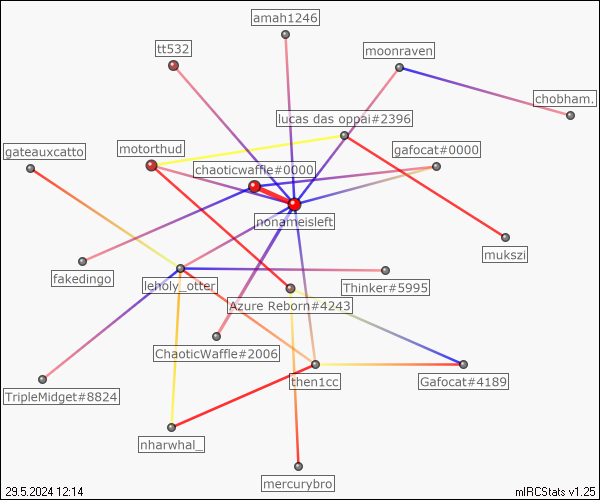 amah1246
tt532
moonraven
chobham.
lucas das oppai#2396
gateauxcatto
motorthud
gafocat#0000
chaoticwaffle#0000
nonameisleft
mukszi
fakedingo
leholy_otter
Thinker#5995
Azure Reborn#4243
ChaoticWaffle#2006
then1cc
Gafocat#4189
TripleMidget#8824
nharwhal_
mercurybro
29.5.2024 12:14
mIRCStats v1.25